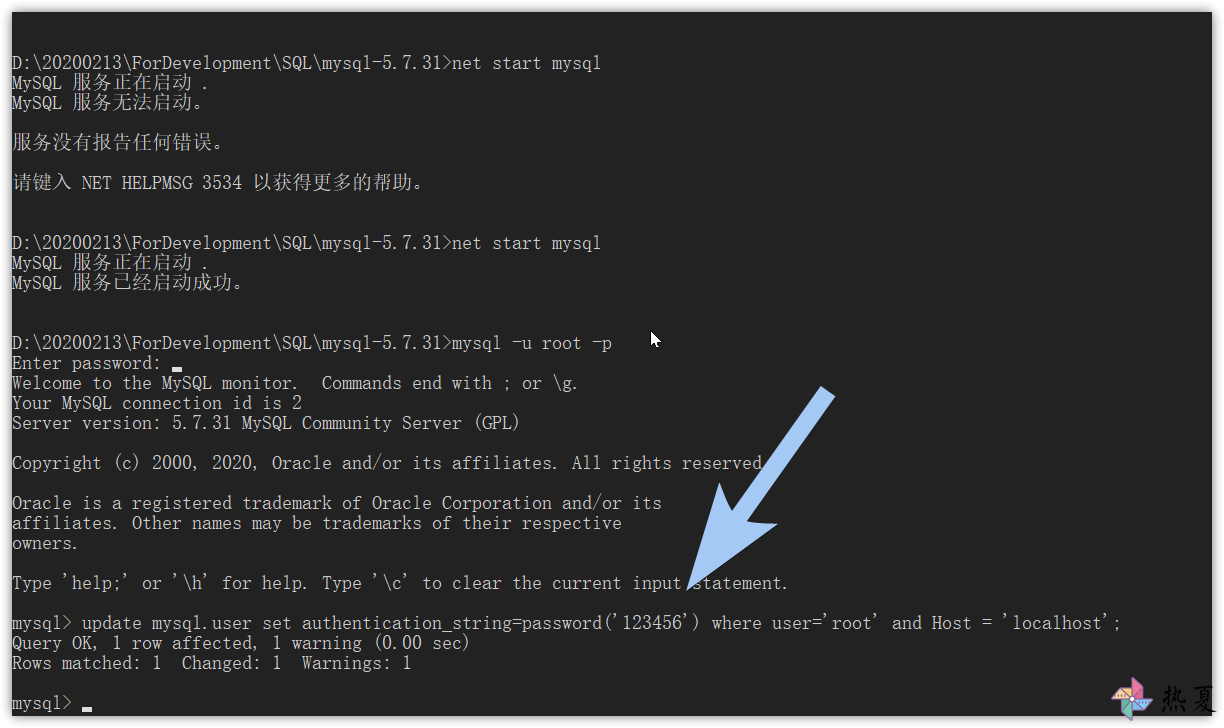 D:\20200213\ForDevelopment\SQL\mysql-5.7.31>net start mysql
MySQL 服务正在启动 .
MySQL 服务无法启动。
服务没有报告任何错误。
请键入 NET HELPMSG 3534 以获得更多的帮助。
D:\20200213\ForDevelopment\SQL\mysql-5.7.31>net start mysql
MySQL 服务正在启动 .
MySQL 服务已经启动成功。
D:\20200213\ForDevelopment\SQL\mysql-5.7.31>mysql -u root -p
Enter password:
Welcome to the MySQL monitor.  Commands end with ; or \g.
Your MySQL connection id is 2
Server version: 5.7.31 MySQL Community Server (GPL)
Copyright (c) 2000, 2020, Oracle and/or its affiliates. All rights reserved
Oracle is a registered trademark of Oracle Corporation and/or its
affiliates. Other names may be trademarks of their respective
owners.
Type 'help;' or '\h' for help. Type '\c' to clear the current input statement.
mysql> update mysql.user set authentication_string=password('123456') where user='root' and Host = 'localhost';
Query OK, 1 row affected, 1 warning (0.00 sec)
Rows matched: 1  Changed: 1  Warnings: 1
mysql>
热夏